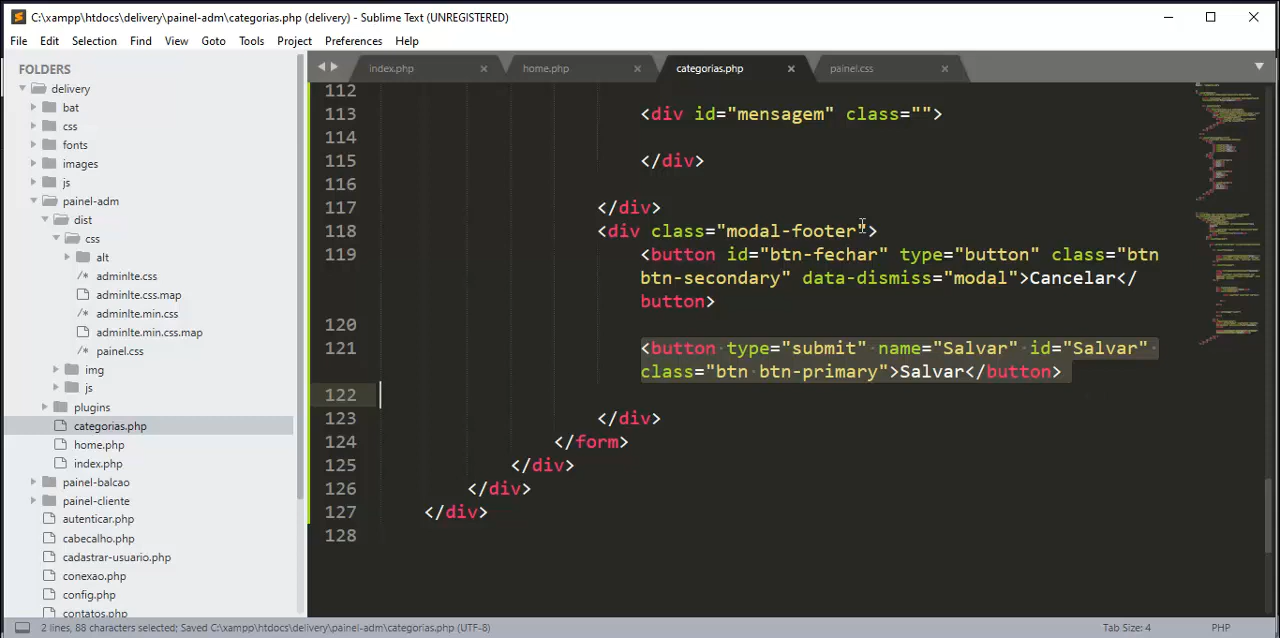 C:\xampp\htdocs\delivery\painel-adm\categorias.php (delivery) - Sublime Text (UNREGISTERED)
File Edit Selection Find View Goto Tools Project Preferences Help
FOLDERS
delivery
bat
css
fonts
images
js
painel-adm
dist
css
alt
adminlte.css
adminlte.css.map
adminlte.min.css
adminlte.min.css.map
painel.css
img
js
plugins
categorias.php
home.php
index.php
painel-balcao
painel-cliente
autenticar.php
cabecalho.php
cadastrar-usuario.php
conexao.php
config.php
contatos.php
index.php home.php categorias.php painel.css
112
113 <div id="mensagem" class="">
114
115 </div>
116
117 </div>
118 <div class="modal-footer">
119 <button id="btn-fechar" type="button" class="btn
btn-secondary" data-dismiss="modal">Cancelar</
button>
120
121 <button type="submit" name="Salvar" id="Salvar"
class="btn btn-primary">Salvar</button>
122
123 </div>
124 </form>
125 </div>
126 </div>
127 </div>
128
2 lines, 88 characters selected; Saved C:\xampp\htdocs\delivery\painel-adm\categorias.php (UTF-8) Tab Size: 4 PHP